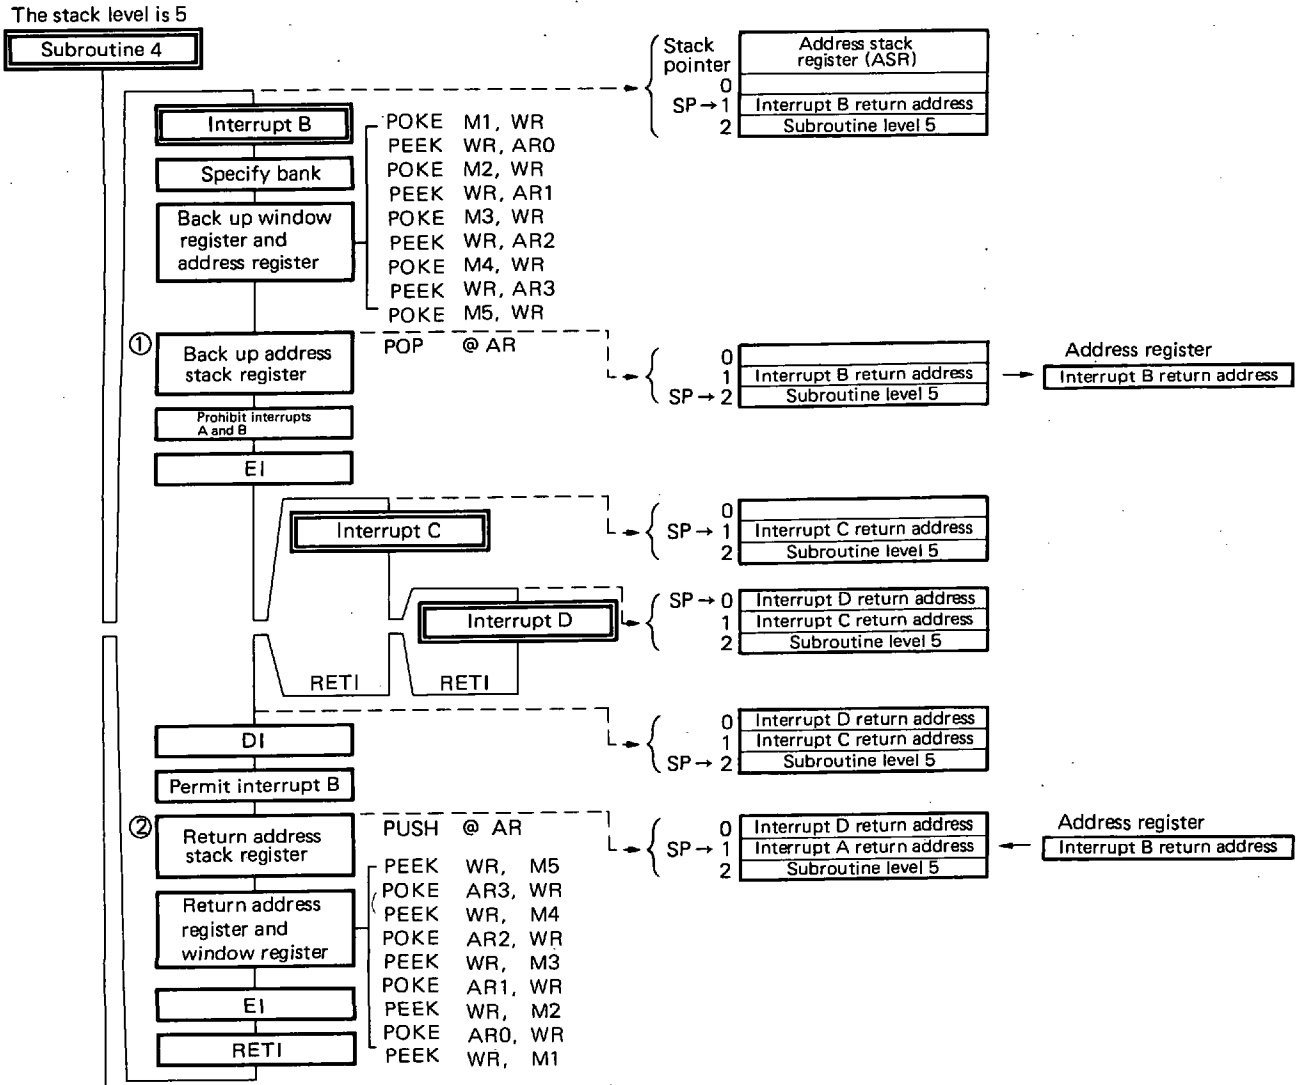 The stack level is 5
Subroutine 4
Stack pointer
Address stack register (ASR)
0
SP → 1 Interrupt B return address
2 Subroutine level 5
Interrupt B
Specify bank
Back up window
register and
address register
POKE M1, WR
PEEK WR, AR0
POKE M2, WR
PEEK WR, AR1
POKE M3, WR
PEEK WR, AR2
POKE M4, WR
PEEK WR, AR3
POKE M5, WR
① Back up address
stack register
POP @ AR
0
1 Interrupt B return address
SP → 2 Subroutine level 5
Address register
Interrupt B return address
Prohibit interrupts
A and B
EI
Interrupt C
0
SP → 1 Interrupt C return address
2 Subroutine level 5
Interrupt D
SP → 0 Interrupt D return address
1 Interrupt C return address
2 Subroutine level 5
RETI
RETI
0 Interrupt D return address
1 Interrupt C return address
SP → 2 Subroutine level 5
DI
Permit interrupt B
② Return address
stack register
PUSH @ AR
0 Interrupt D return address
SP → 1 Interrupt A return address
2 Subroutine level 5
Address register
Interrupt B return address
Return address
register and
window register
PEEK WR, M5
POKE AR3, WR
PEEK WR, M4
POKE AR2, WR
PEEK WR, M3
POKE AR1, WR
PEEK WR, M2
POKE AR0, WR
PEEK WR, M1
EI
RETI